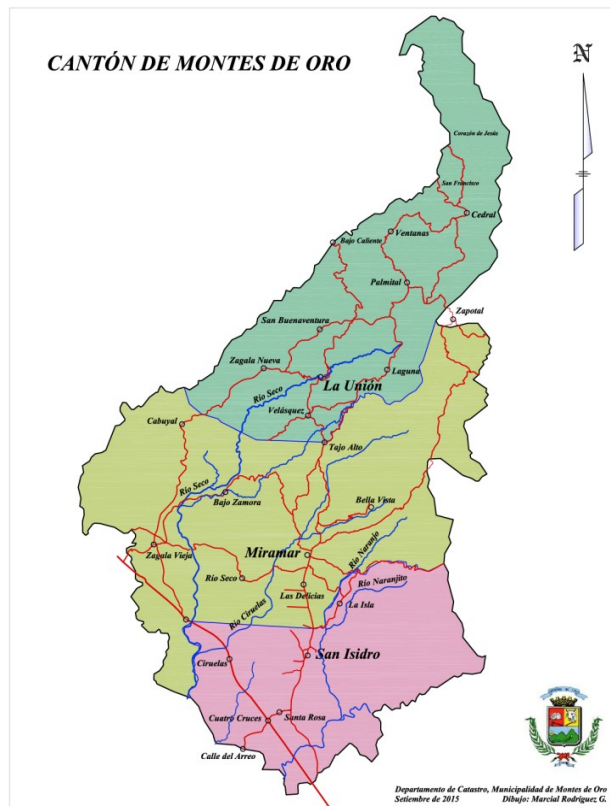 CANTÓN DE MONTES DE ORO
N
Corazón de Jesús
San Francisco
Cedral
Ventanas
Bajo Caliente
Palmital
Zapotal
San Buenaventura
Zagala Nueva
Laguna
La Unión
Río Seco
Velásquez
Cabuyal
Tajo Alto
Río Seco
Bajo Zamora
Bella Vista
Zagala Vieja
Miramar
Río Naranjo
Río Seco
Río Naranjito
Las Delicias
Río Ciruelas
La Isla
San Isidro
Ciruelas
Cuatro Cruces
Santa Rosa
Calle del Arreo
Departamento de Catastro, Municipalidad de Montes de Oro
Setiembre de 2015 Dibujo: Marcial Rodríguez G.